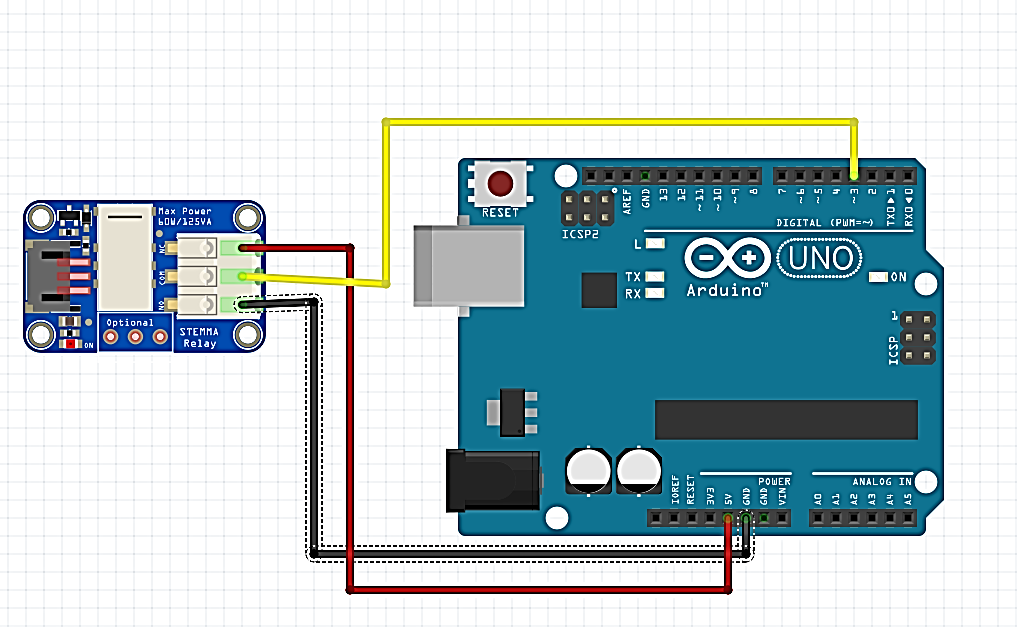 Max Power
60W/125VA
NC
COM
NO
Optional
ON
STEMMA
Relay
RESET
ICSP2
AREF
GND
13
12
~11
~10
~9
8
7
~6
~5
4
~3
2
TX0▶1
RX0◀0
DIGITAL (PWM=~)
L
TX
RX
Arduino™
UNO
ON
1
ICSP
IOREF
RESET
3V3
5V
GND
GND
VIN
POWER
ANALOG IN
A0
A1
A2
A3
A4
A5